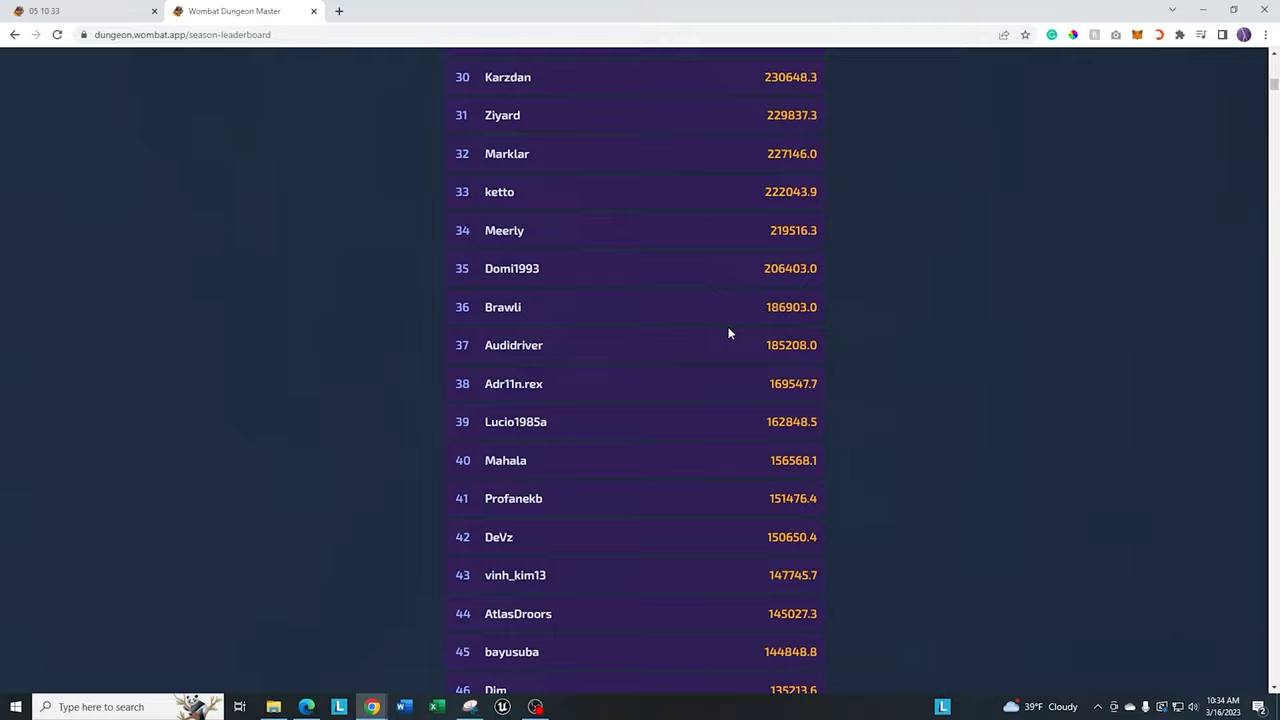 05 10 33
Wombat Dungeon Master
dungeon.wombat.app/season-leaderboard
30 Karzdan 230648.3
31 Ziyard 229837.3
32 Marklar 227146.0
33 ketto 222043.9
34 Meerly 219516.3
35 Domi1993 206403.0
36 Brawli 186903.0
37 Audidriver 185208.0
38 Adr11n.rex 169547.7
39 Lucio1985a 162848.5
40 Mahala 156568.1
41 Profanekb 151476.4
42 DeVz 150650.4
43 vinh_kim13 147745.7
44 AtlasDroors 145027.3
45 bayusuba 144848.8
46 Dim 135213.6
Type here to search
39°F Cloudy
10:34 AM
3/16/2023